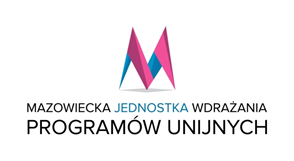 MAZOWIECKA JEDNOSTKA WDRAŻANIA
PROGRAMÓW UNIJNYCH